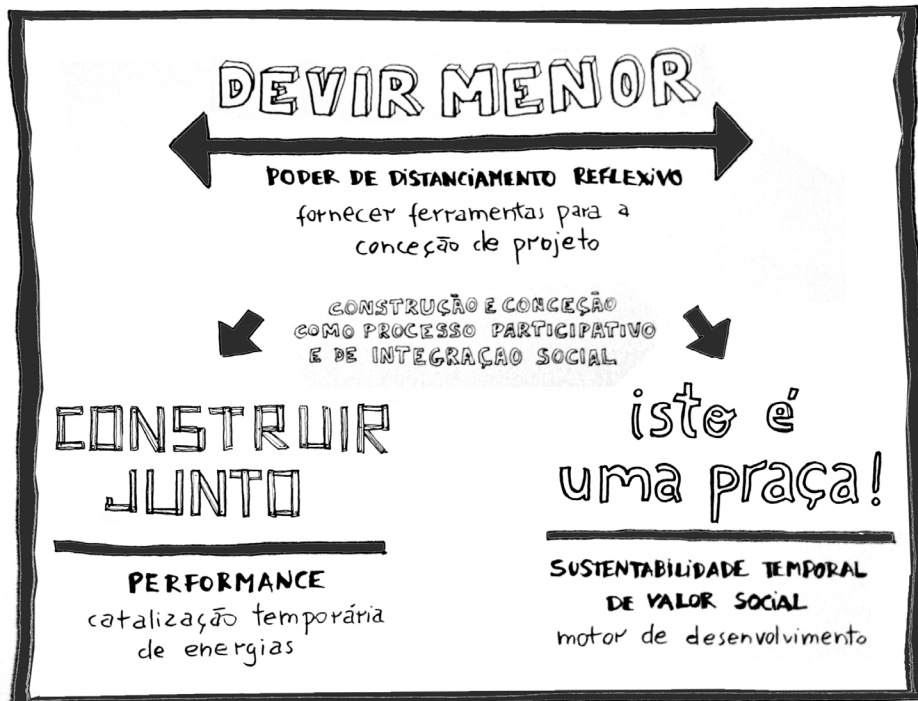 DEVIR MENOR
PODER DE DISTANCIAMENTO REFLEXIVO
fornecer ferramentas para a
conceção de projeto
CONSTRUÇÃO E CONCEÇÃO
COMO PROCESSO PARTICIPATIVO
E DE INTEGRAÇAO SOCIAL
CONSTRUIR
JUNTO
PERFORMANCE
catalização temporária
de energias
isto é
uma praça!
SUSTENTABILIDADE TEMPORAL
DE VALOR SOCIAL
motor de desenvolvimento